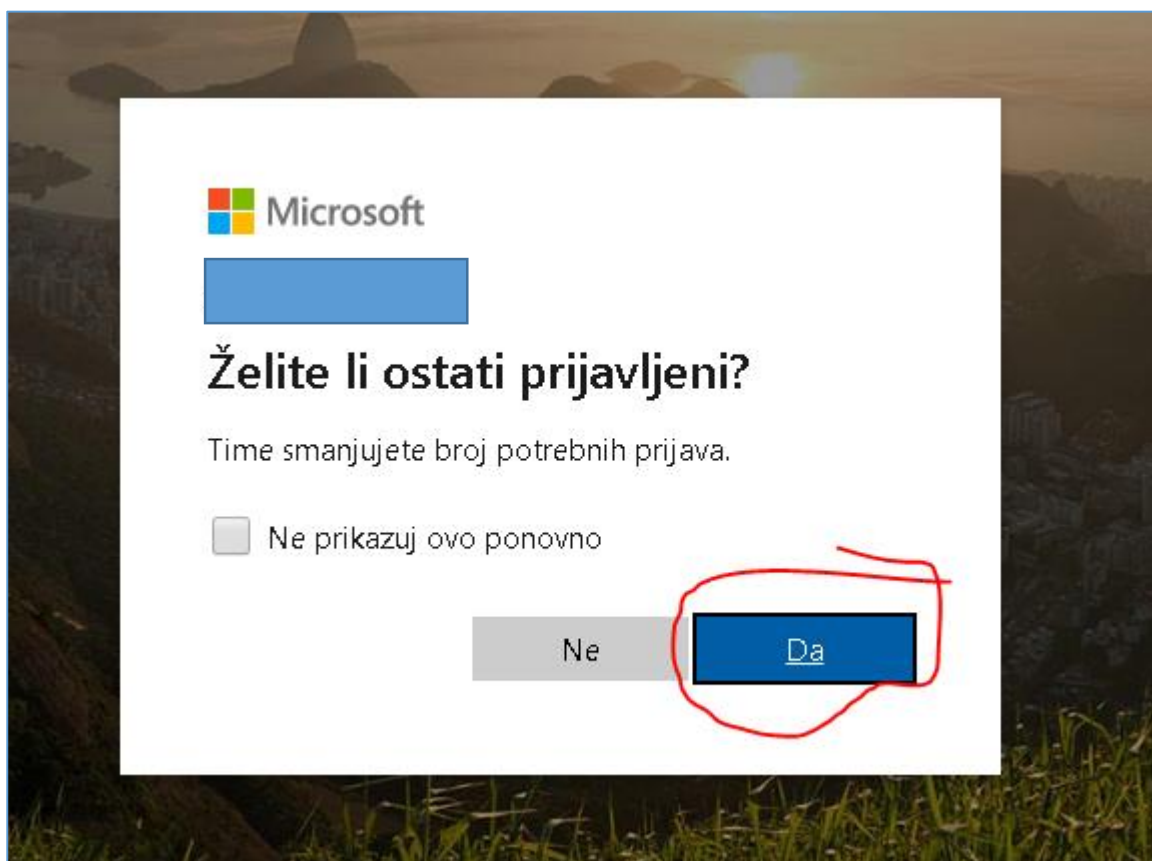 Microsoft
Želite li ostati prijavljeni?
Time smanjujete broj potrebnih prijava.
Ne prikazuj ovo ponovno
Ne
Da